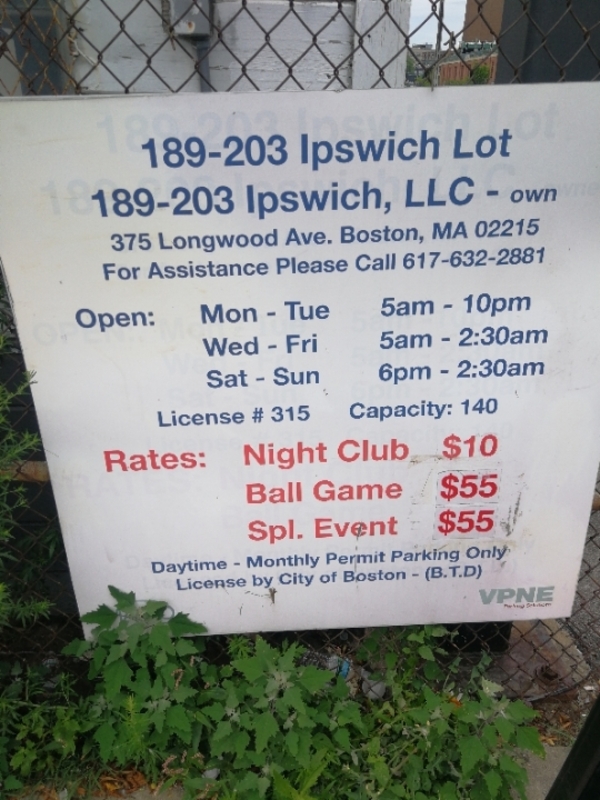 189-203 Ipswich Lot
189-203 Ipswich, LLC - own
375 Longwood Ave. Boston, MA 02215
For Assistance Please Call 617-632-2881
Open: Mon - Tue 5am - 10pm
Wed - Fri 5am - 2:30am
Sat - Sun 6pm - 2:30am
License # 315 Capacity: 140
Rates: Night Club $10
Ball Game $55
Spl. Event $55
Daytime - Monthly Permit Parking Only
License by City of Boston - (B.T.D)
VPNE